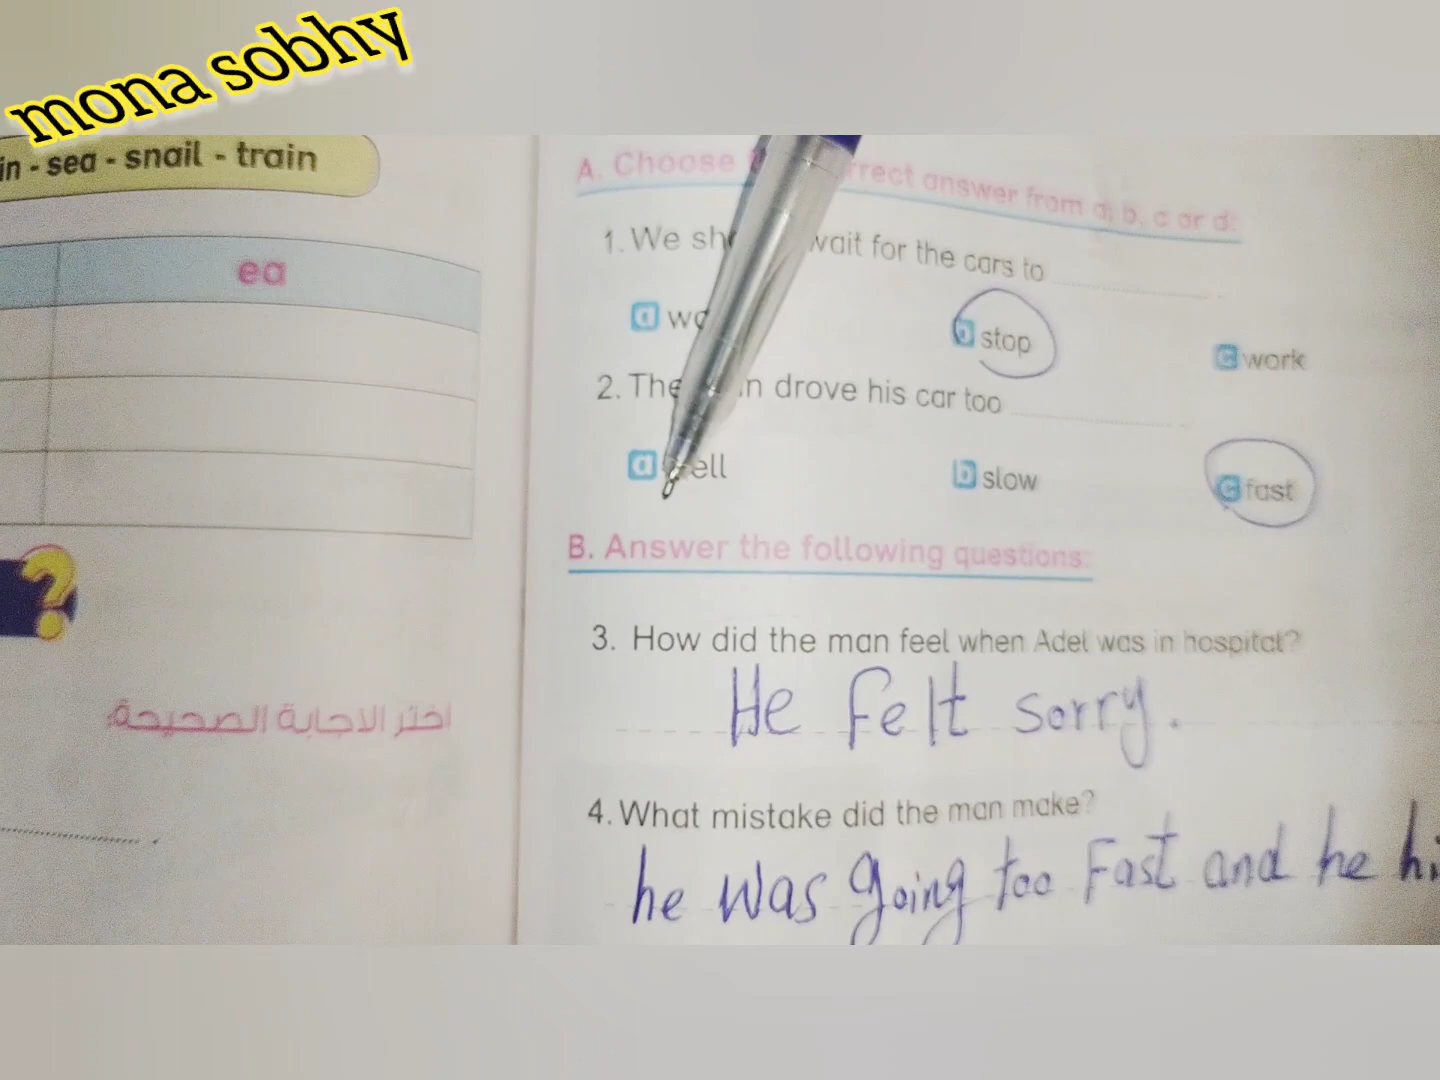 mona sobhy
in - sea - snail - train
ea
اختر الاجابة الصحيحة:
A. Choose correct answer from a, b, c or d:
1. We wait for the cars to
a
b stop
c work
2. The drove his car too
a
b slow
c fast
B. Answer the following questions:
3. How did the man feel when Adel was in hospital?
He Felt sorry.
4. What mistake did the man make?
he was going too Fast and he hi